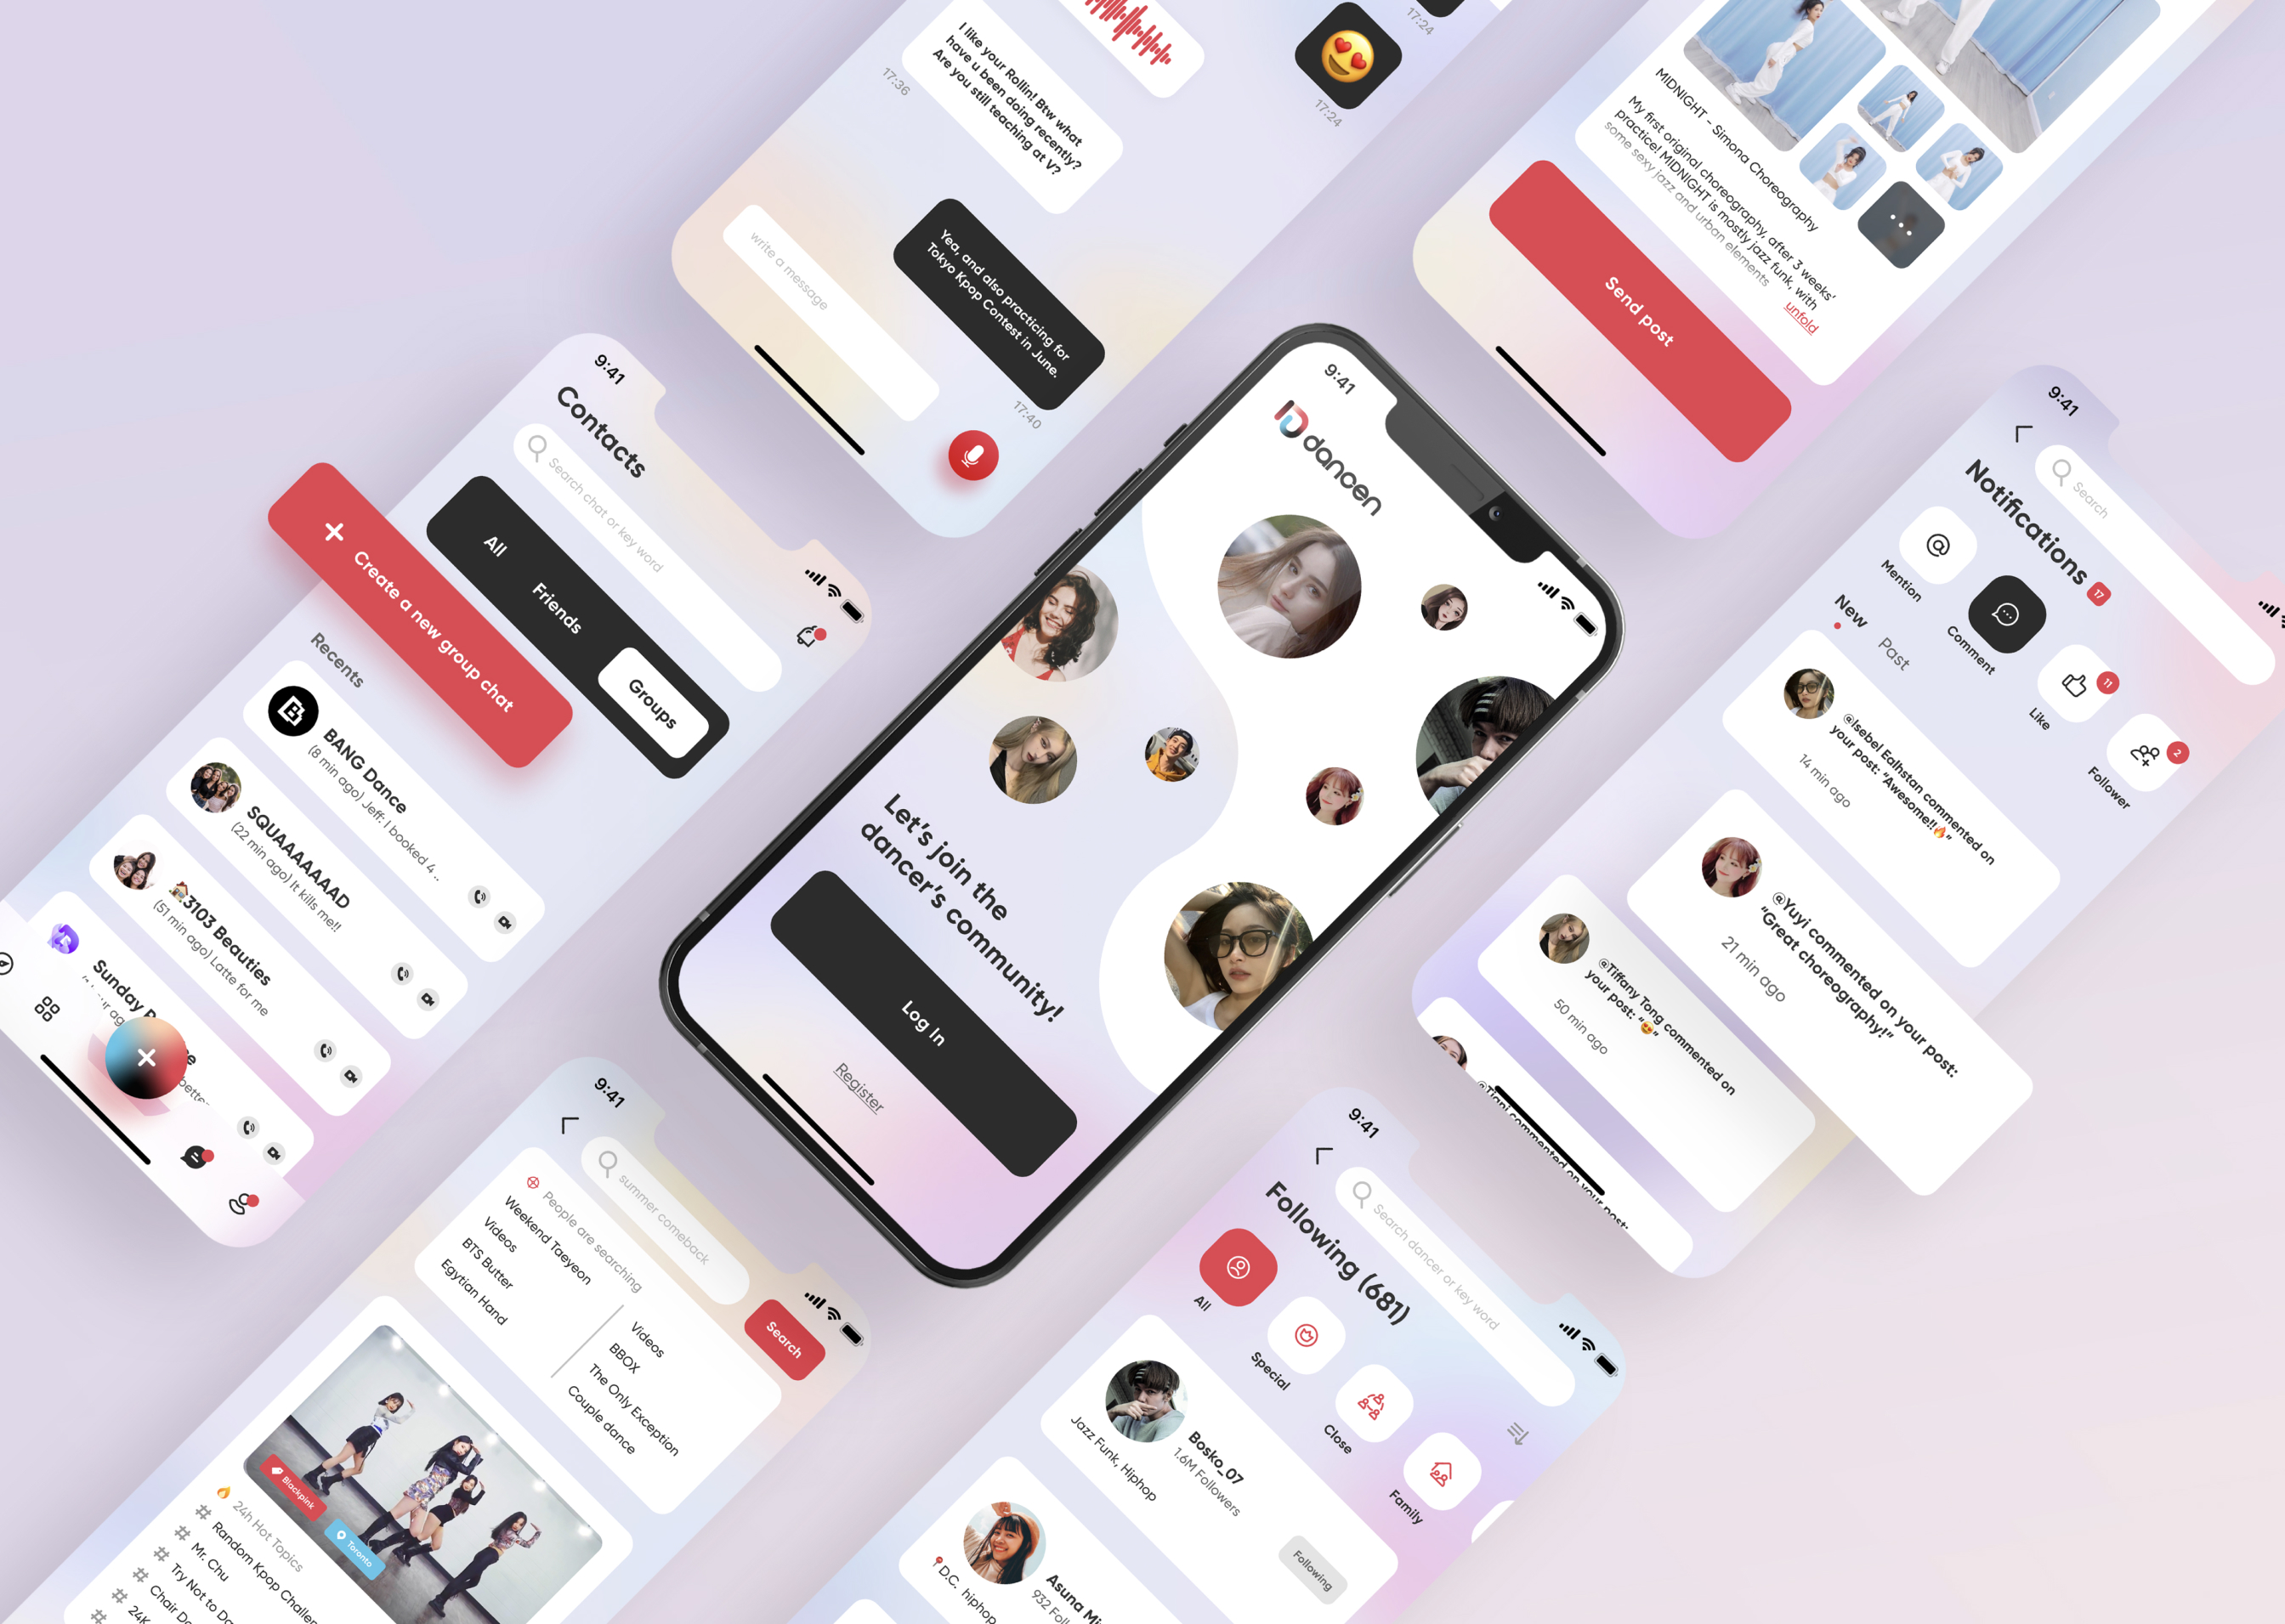 I like your Rollin! Btw what
have u been doing recently?
Are you still teaching at V?
17:36
17:24
17:24
write a message
Yea, and also practicing for
Tokyo Kpop Contest in June.
17:40
MIDNIGHT - Simona Choreography
My first original choreography, after 3 weeks'
practice! MIDNIGHT is mostly jazz funk, with
some sexy jazz and urban elements
unfold
Send post
9:41
Contacts
Search chat or key word
All
Friends
Groups
Create a new group chat
Recents
BANG Dance
(8 min ago) Jeff: I booked 4 ..
SQUAAAAAAAD
(22 min ago) It kills me!!
3103 Beauties
(51 min ago) Latte for me
Sunday
9:41
dancen
Let's join the
dancer's community!
Log In
Register
9:41
Search
Notifications
17
Mention
Comment
Like
11
Follower
2
New
Past
@Isebel Ealhstan commented on
your post: "Awesome!!🔥"
14 min ago
@Yuyi commented on your post:
"Great choreography!"
21 min ago
@Tiffany Tong commented on
your post: "😍"
50 min ago
commented on your post:
9:41
summer comeback
Search
People are searching
Weekend Taeyeon
Videos
BTS Butter
Egytian Hand
Videos
BBOX
The Only Exception
Couple dance
Blackpink
Toronto
24h Hot Topics
# Random Kpop Challen
# Mr. Chu
# Try Not to Da
# Chair Da
# 24K
9:41
Search dancer or key word
Following (681)
All
Special
Close
Family
Bosko_07
1.6M Followers
Jazz Funk, Hiphop
Following
Asuna Mi
932 Foll
D.C. hiphop